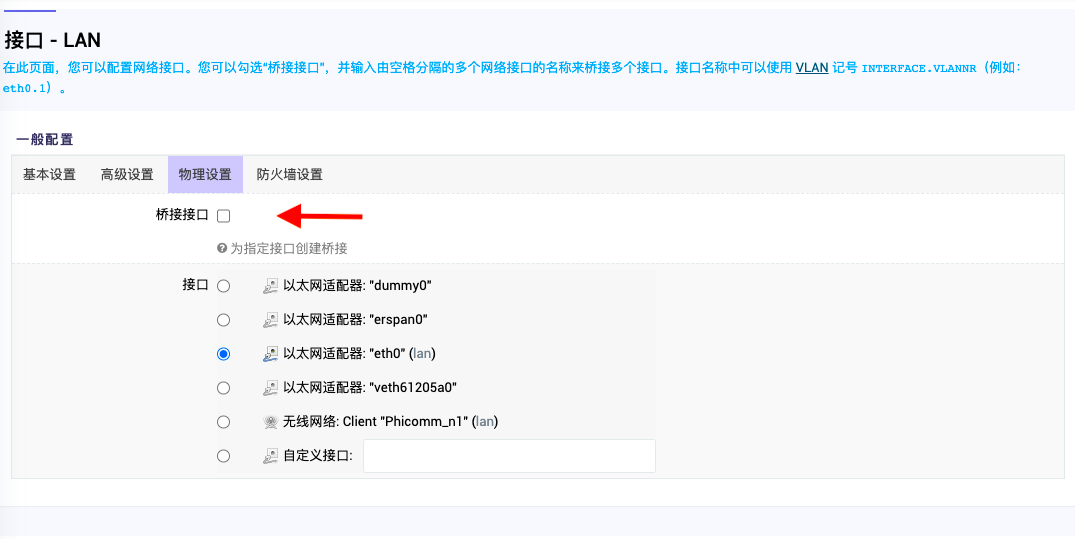 接口 - LAN
在此页面，您可以配置网络接口。您可以勾选“桥接接口”，并输入由空格分隔的多个网络接口的名称来桥接多个接口。接口名称中可以使用 VLAN 记号 INTERFACE.VLANNR（例如：
eth0.1）。
一般配置
基本设置 高级设置 物理设置 防火墙设置
桥接接口
为指定接口创建桥接
接口 以太网适配器: "dummy0"
以太网适配器: "erspan0"
以太网适配器: "eth0" (lan)
以太网适配器: "veth61205a0"
无线网络: Client "Phicomm_n1" (lan)
自定义接口: